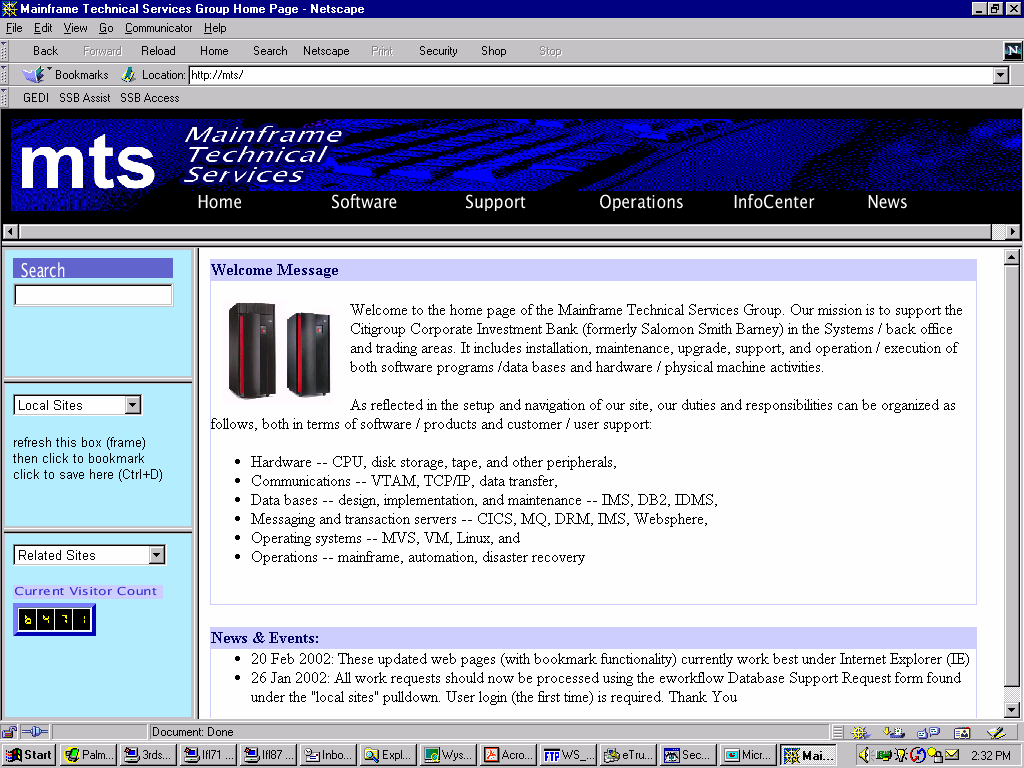 Mainframe Technical Services Group Home Page - Netscape
File Edit View Go Communicator Help
Back Forward Reload Home Search Netscape Print Security Shop Stop
Bookmarks Location: http://mts/
GEDI SSB Assist SSB Access
mts
Mainframe
Technical
Services
Home Software Support Operations InfoCenter News
Search
Local Sites
refresh this box (frame)
then click to bookmark
click to save here (Ctrl+D)
Related Sites
Current Visitor Count
6471
Welcome Message
Welcome to the home page of the Mainframe Technical Services Group. Our mission is to support the
Citigroup Corporate Investment Bank (formerly Salomon Smith Barney) in the Systems / back office
and trading areas. It includes installation, maintenance, upgrade, support, and operation / execution of
both software programs /data bases and hardware / physical machine activities.
As reflected in the setup and navigation of our site, our duties and responsibilities can be organized as
follows, both in terms of software / products and customer / user support:
• Hardware -- CPU, disk storage, tape, and other peripherals,
• Communications -- VTAM, TCP/IP, data transfer,
• Data bases -- design, implementation, and maintenance -- IMS, DB2, IDMS,
• Messaging and transaction servers -- CICS, MQ, DRM, IMS, Websphere,
• Operating systems -- MVS, VM, Linux, and
• Operations -- mainframe, automation, disaster recovery
News & Events:
• 20 Feb 2002: These updated web pages (with bookmark functionality) currently work best under Internet Explorer (IE)
• 26 Jan 2002: All work requests should now be processed using the eworkflow Database Support Request form found
under the "local sites" pulldown. User login (the first time) is required. Thank You
Document: Done
Start Palm... 3rds... Ifl71 ... Ifl87 ... Inbo... Expl... Wys... Acro... WS_... eTru... Sec... Micr... Mai... 2:32 PM